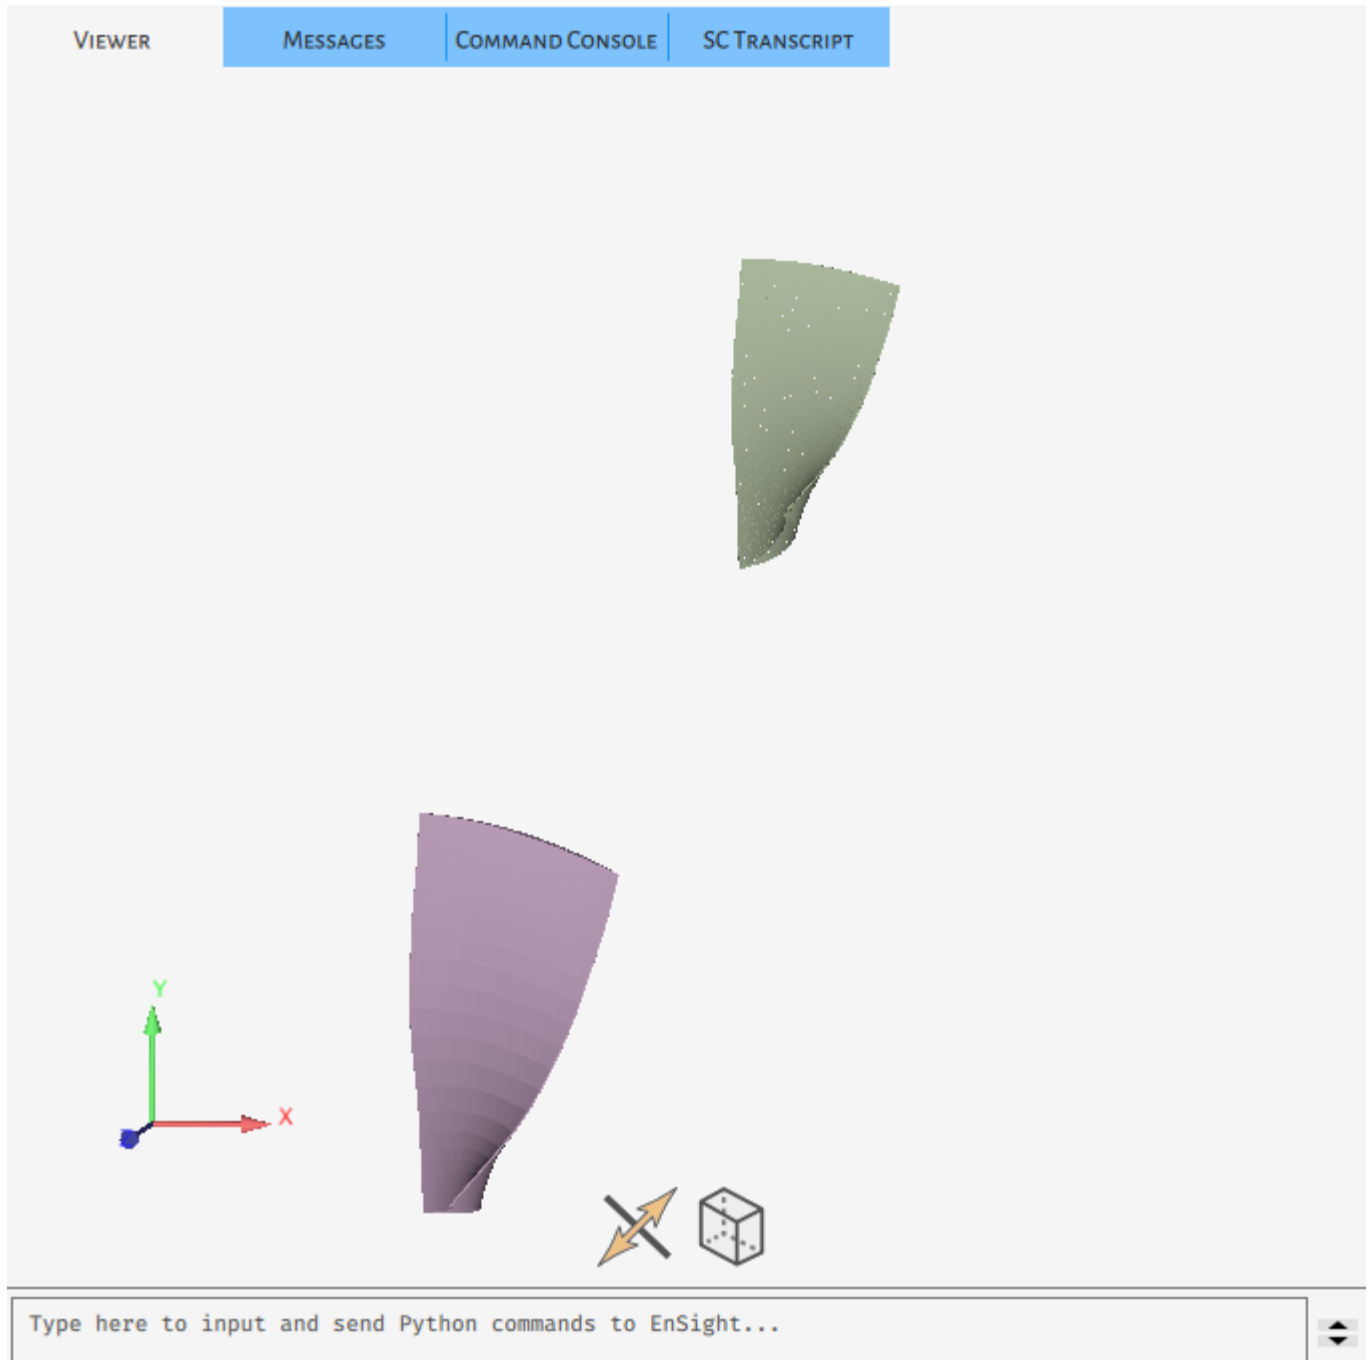 VIEWER MESSAGES COMMAND CONSOLE SC TRANSCRIPT
Y
X
Type here to input and send Python commands to EnSight...